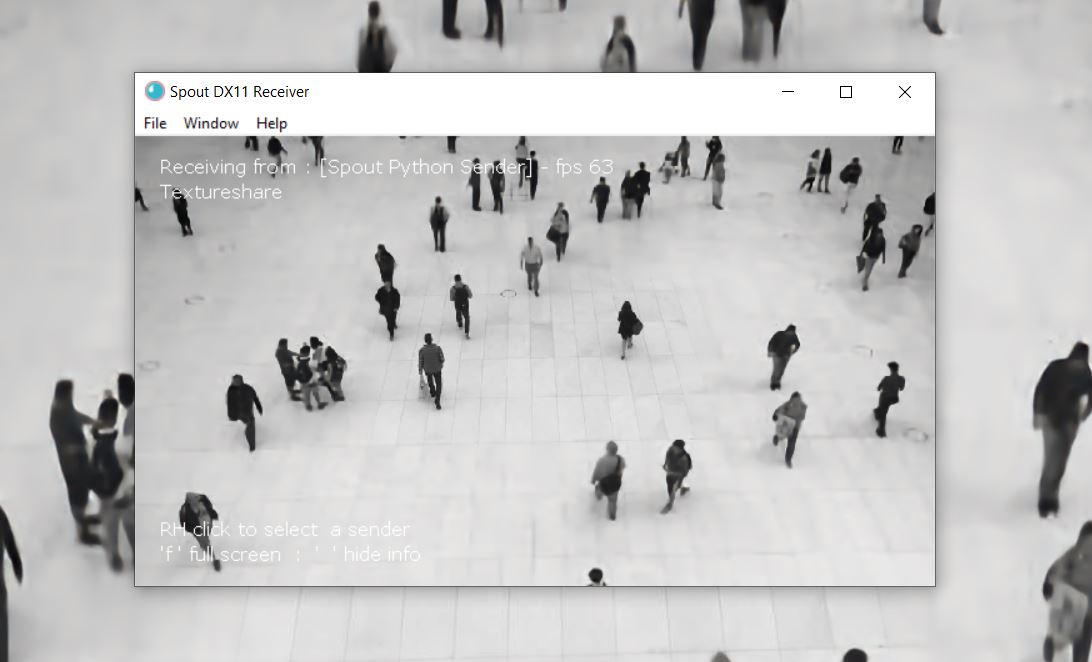 Spout DX11 Receiver
File Window Help
Receiving from : [Spout Python Sender] - fps 63
Textureshare
RH click to select  a sender
'f' full screen  :  '  ' hide info